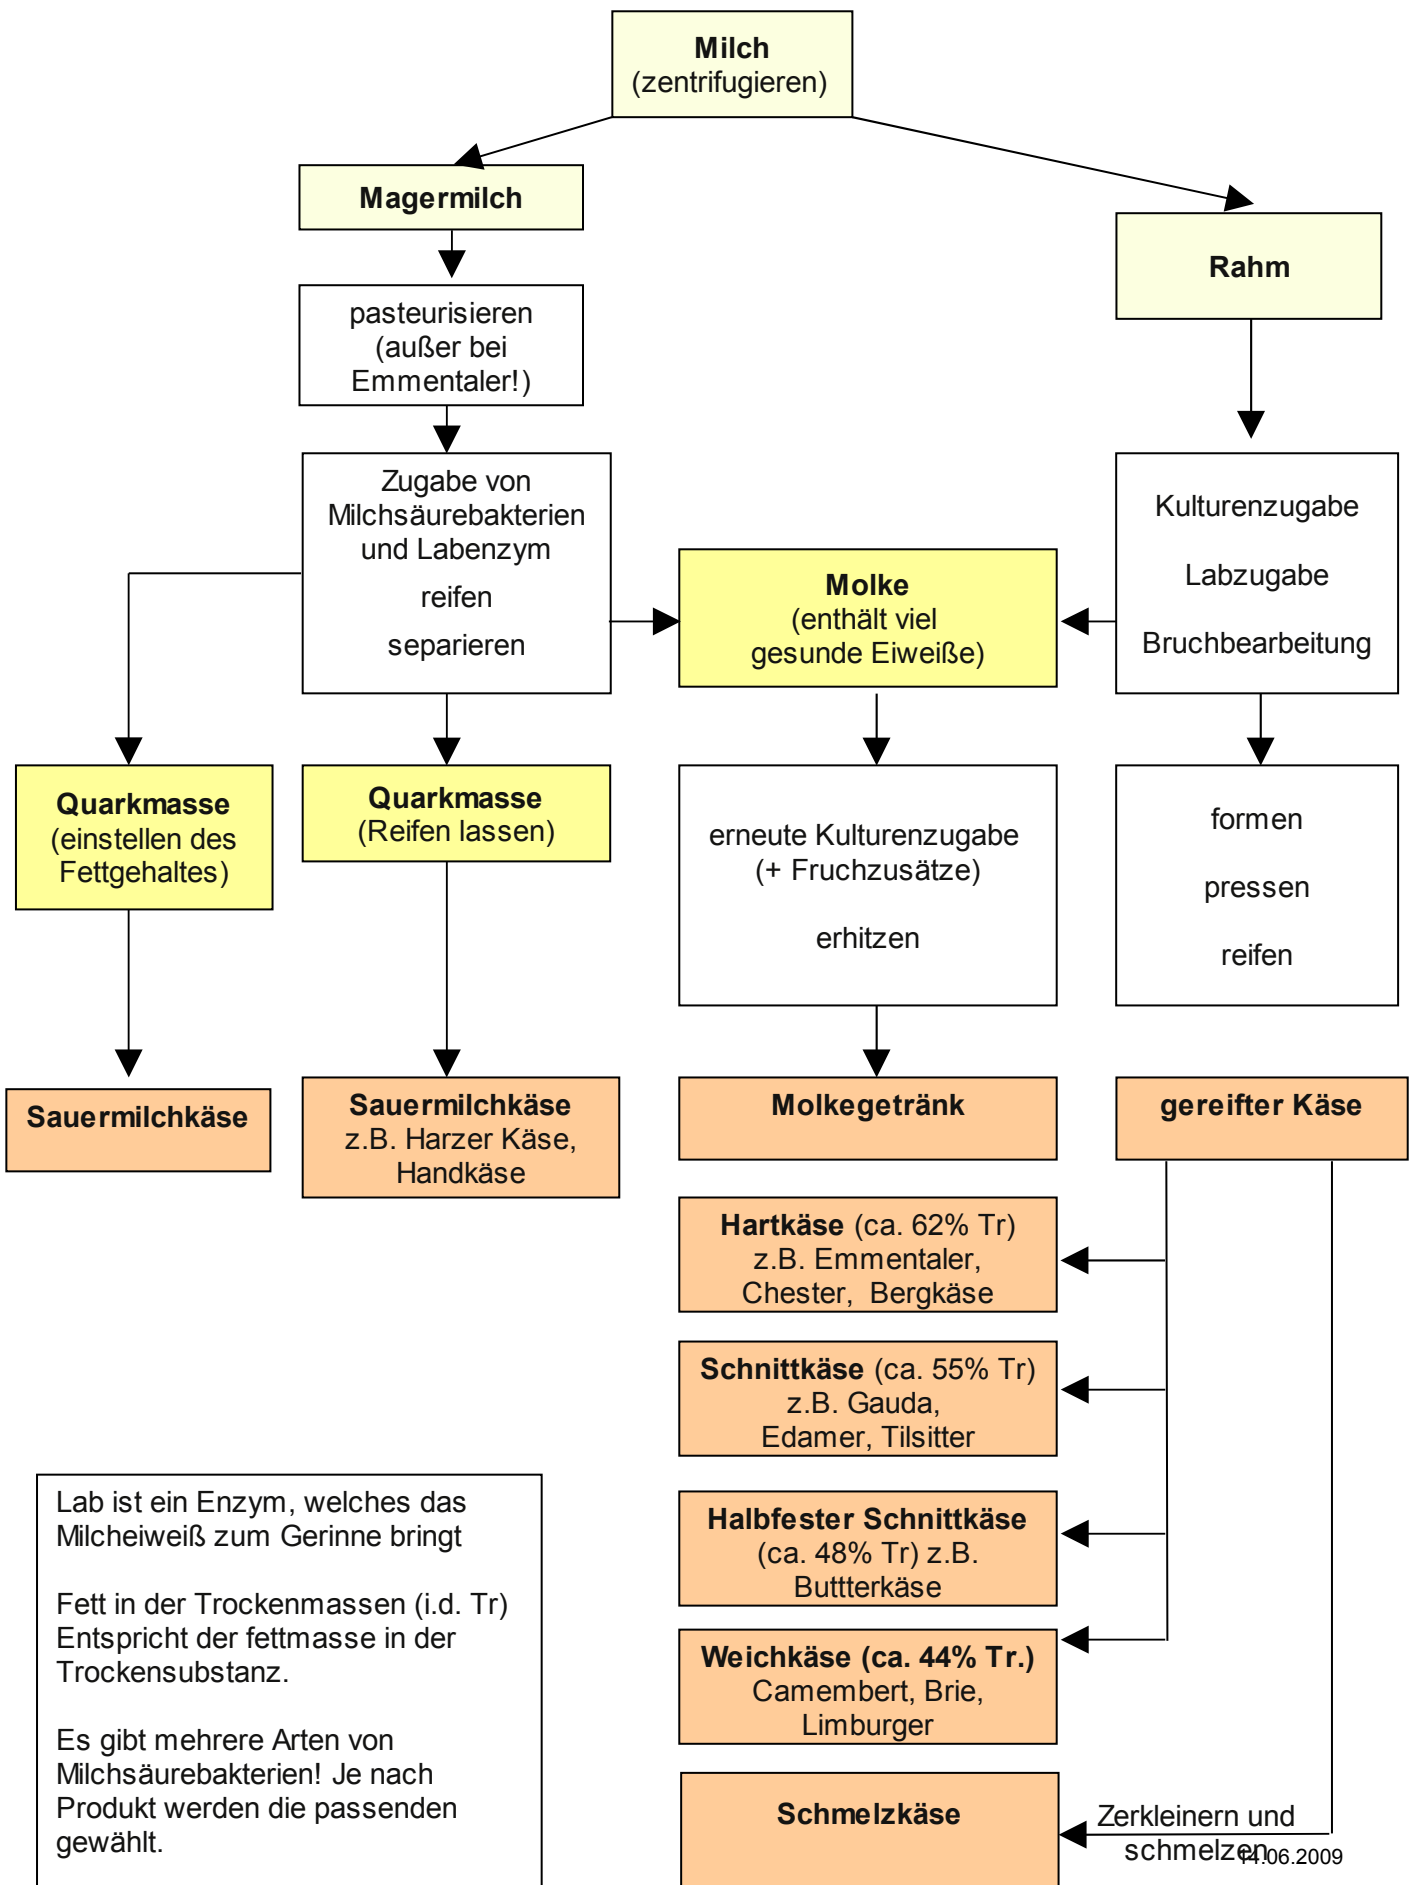 Milch
(zentrifugieren)
Magermilch
Rahm
pasteurisieren
(außer bei
Emmentaler!)
Zugabe von
Milchsäurebakterien
und Labenzym
reifen
separieren
Kulturenzugabe
Labzugabe
Bruchbearbeitung
Molke
(enthält viel
gesunde Eiweiße)
Quarkmasse
(einstellen des
Fettgehaltes)
Quarkmasse
(Reifen lassen)
erneute Kulturenzugabe
(+ Fruchzusätze)
erhitzen
formen
pressen
reifen
Sauermilchkäse
Sauermilchkäse
z.B. Harzer Käse,
Handkäse
Molkegetränk
gereifter Käse
Hartkäse (ca. 62% Tr)
z.B. Emmentaler,
Chester, Bergkäse
Schnittkäse (ca. 55% Tr)
z.B. Gauda,
Edamer, Tilsitter
Halbfester Schnittkäse
(ca. 48% Tr) z.B.
Buttterkäse
Weichkäse (ca. 44% Tr.)
Camembert, Brie,
Limburger
Schmelzkäse
Zerkleinern und
schmelzen
14.06.2009
Lab ist ein Enzym, welches das
Milcheiweiß zum Gerinne bringt
Fett in der Trockenmassen (i.d. Tr)
Entspricht der fettmasse in der
Trockensubstanz.
Es gibt mehrere Arten von
Milchsäurebakterien! Je nach
Produkt werden die passenden
gewählt.